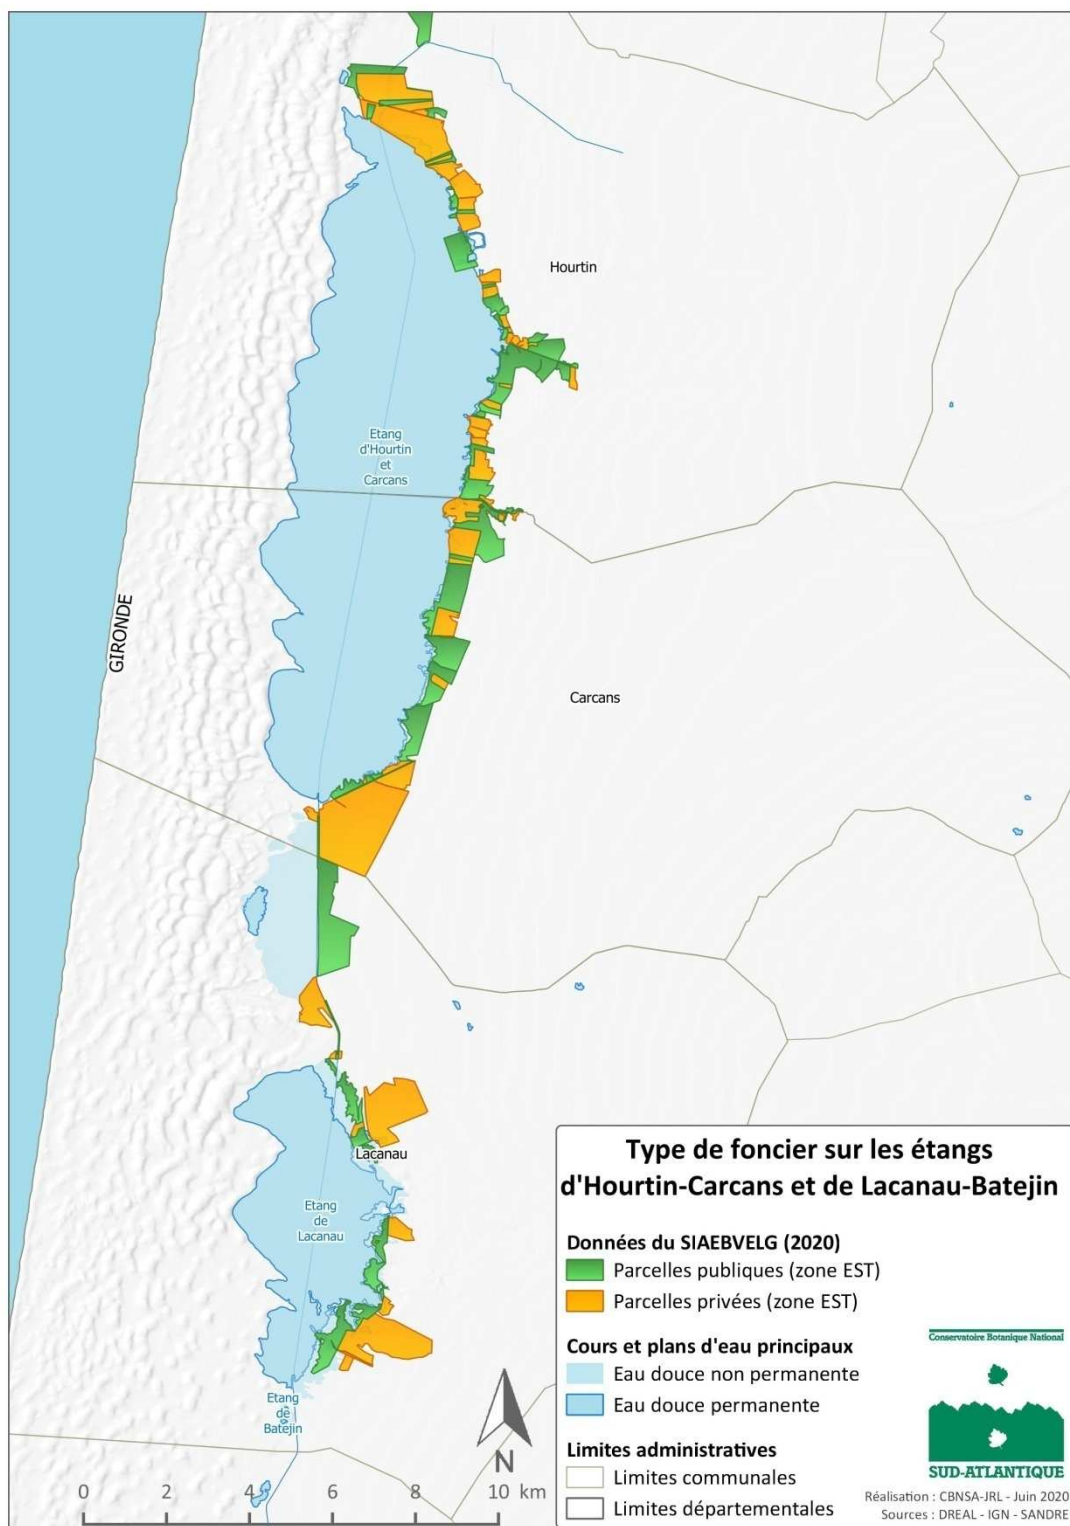 Hourtin
Etang
d'Hourtin
et
Carcans
GIRONDE
Carcans
Lacanau
Etang
de
Lacanau
Etang
de
Batejin
N
0 2 4 6 8 10 km
Type de foncier sur les étangs
d'Hourtin-Carcans et de Lacanau-Batejin
Données du SIAEBVELG (2020)
Parcelles publiques (zone EST)
Parcelles privées (zone EST)
Cours et plans d'eau principaux
Eau douce non permanente
Eau douce permanente
Limites administratives
Limites communales
Limites départementales
Conservatoire Botanique National
SUD-ATLANTIQUE
Réalisation : CBNSA-JRL - Juin 2020
Sources : DREAL - IGN - SANDRE